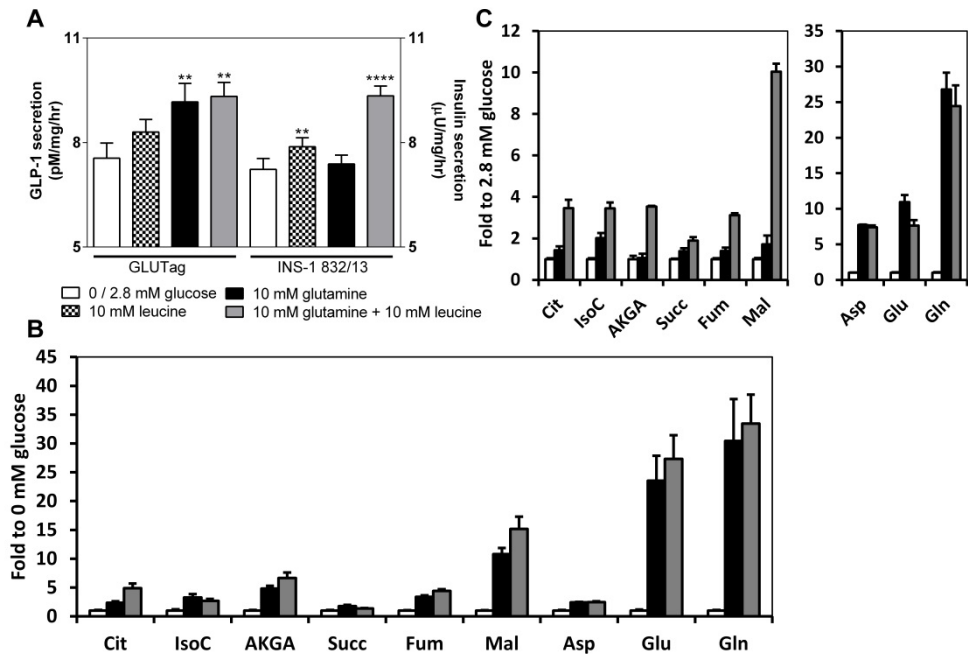 A
11
8
5
GLP-1 secretion
(pM/mg/hr)
** ** ** ****
11
8
5
Insulin secretion
(µU/mg/hr)
GLUTag INS-1 832/13
0 / 2.8 mM glucose 10 mM glutamine
10 mM leucine 10 mM glutamine + 10 mM leucine
C
Fold to 2.8 mM glucose
12
10
8
6
4
2
0
Cit IsoC AKGA Succ Fum Mal
35
30
25
20
15
10
5
0
Asp Glu Gln
B
Fold to 0 mM glucose
45
40
35
30
25
20
15
10
5
0
Cit IsoC AKGA Succ Fum Mal Asp Glu Gln